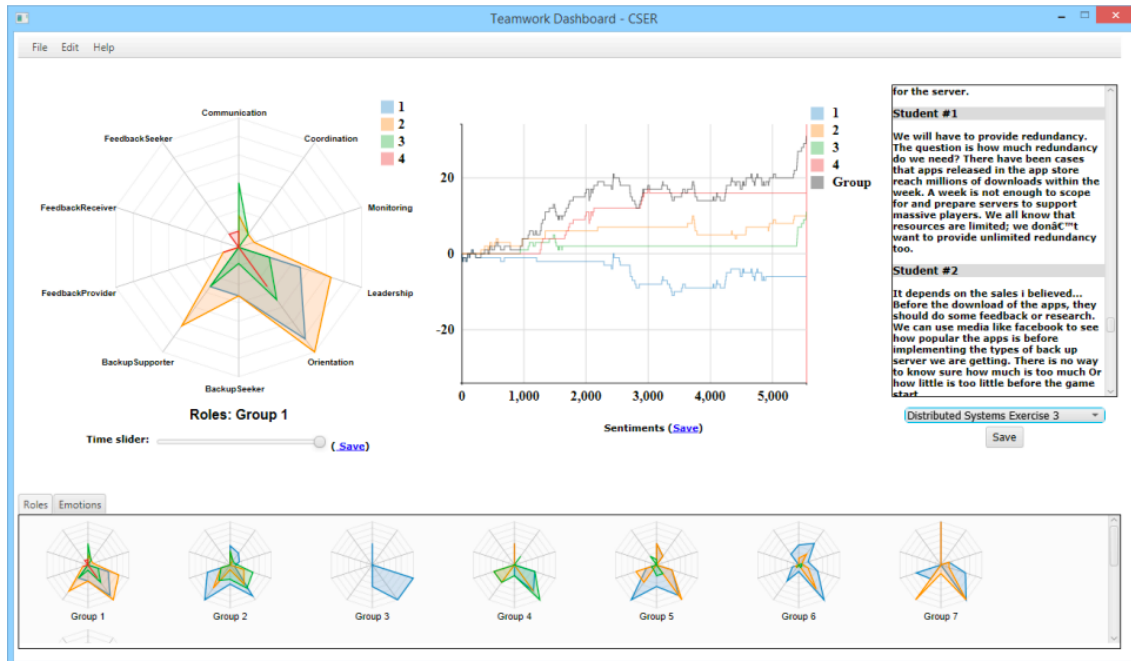 Teamwork Dashboard - CSER
File Edit Help
Communication
Coordination
Monitoring
Leadership
Orientation
BackupSeeker
BackupSupporter
FeedbackProvider
FeedbackReceiver
FeedbackSeeker
1
2
3
4
Roles: Group 1
Time slider:
( Save)
20
0
-20
0 1,000 2,000 3,000 4,000 5,000
1
2
3
4
Group
Sentiments (Save)
for the server.
Student #1
We will have to provide redundancy.
The question is how much redundancy
do we need? There have been cases
that apps released in the app store
reach millions of downloads within the
week. A week is not enough to scope
for and prepare servers to support
massive players. We all know that
resources are limited; we donâ€™t
want to provide unlimited redundancy
too.
Student #2
It depends on the sales i believed...
Before the download of the apps, they
should do some feedback or research.
We can use media like facebook to see
how popular the apps is before
implementing the types of back up
server we are getting. There is no way
to know sure how much is too much Or
how little is too little before the game
start
Distributed Systems Exercise 3
Save
Roles Emotions
Group 1 Group 2 Group 3 Group 4 Group 5 Group 6 Group 7